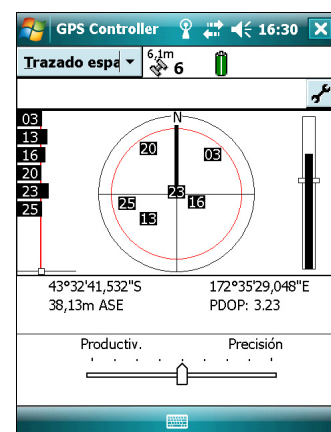 GPS Controller 16:30
Trazado espa 6,1m 6
03
13
16
20
23
25
N
20
03
23
25
16
13
43°32'41,532"S 172°35'29,048"E
38,13m ASE PDOP: 3.23
Productiv. Precisión